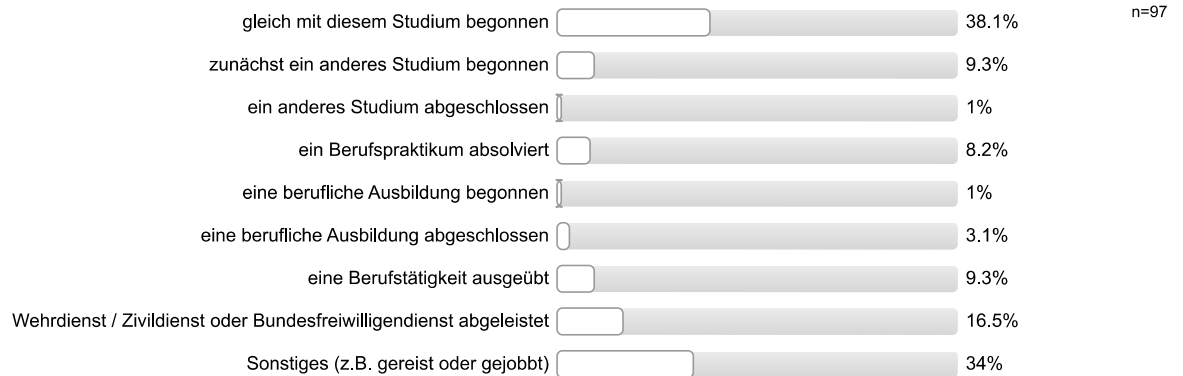 gleich mit diesem Studium begonnen 38.1% n=97
zunächst ein anderes Studium begonnen 9.3%
ein anderes Studium abgeschlossen 1%
ein Berufspraktikum absolviert 8.2%
eine berufliche Ausbildung begonnen 1%
eine berufliche Ausbildung abgeschlossen 3.1%
eine Berufstätigkeit ausgeübt 9.3%
Wehrdienst / Zivildienst oder Bundesfreiwilligendienst abgeleistet 16.5%
Sonstiges (z.B. gereist oder gejobbt) 34%